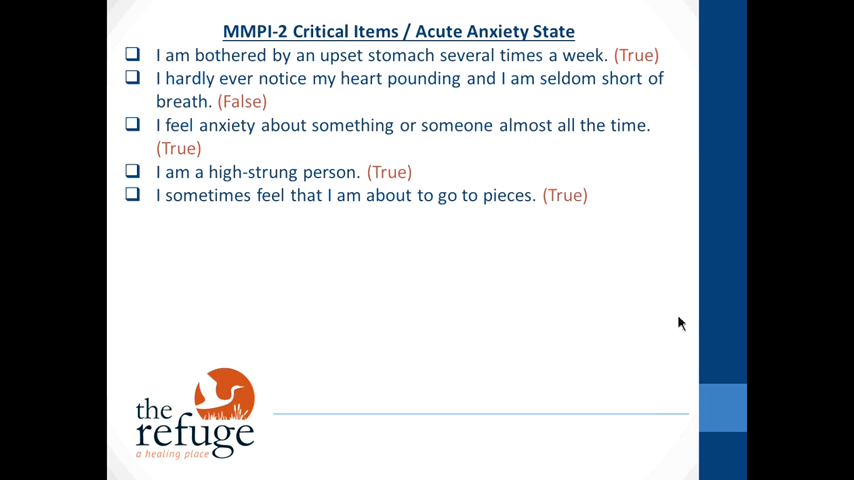 MMPI-2 Critical Items / Acute Anxiety State
❑ I am bothered by an upset stomach several times a week. (True)
❑ I hardly ever notice my heart pounding and I am seldom short of
breath. (False)
❑ I feel anxiety about something or someone almost all the time.
(True)
❑ I am a high-strung person. (True)
❑ I sometimes feel that I am about to go to pieces. (True)
the
refuge
a healing place